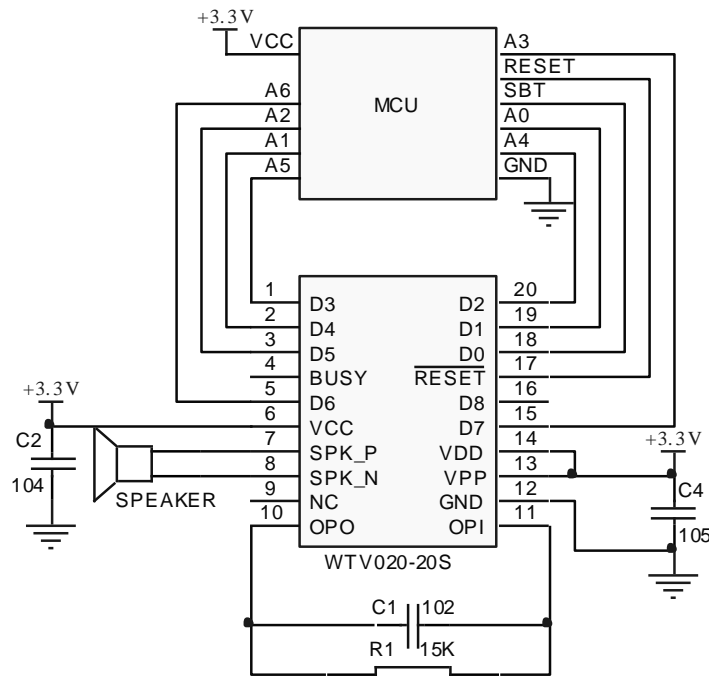 +3.3V
VCC
A3
RESET
A6
MCU
SBT
A2
A0
A1
A4
A5
GND
1
D3
D2
20
2
D4
D1
19
3
D5
D0
18
4
BUSY
RESET
17
5
D6
D8
16
+3.3V
6
VCC
D7
15
+3.3V
C2
7
SPK_P
VDD
14
104
8
SPK_N
VPP
13
SPEAKER
9
NC
GND
12
C4
10
OPO
OPI
11
105
WTV020-20S
C1
102
R1
15K